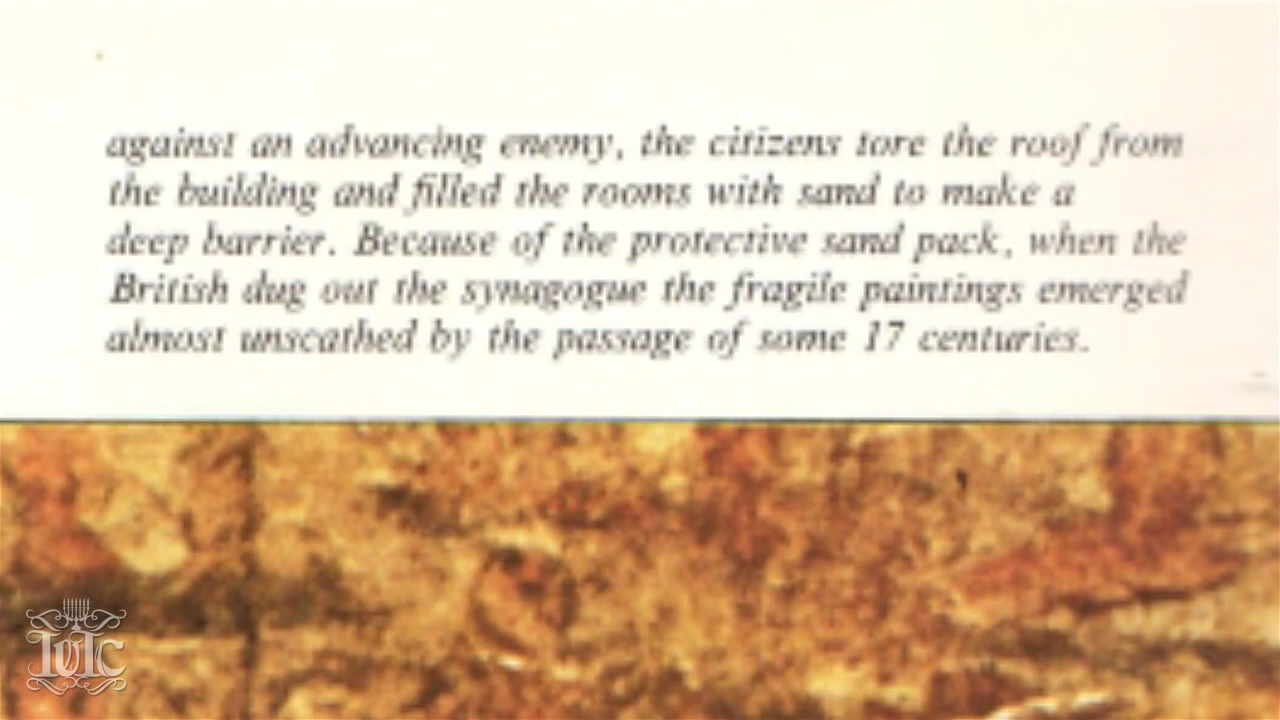 against an advancing enemy, the citizens tore the roof from
the building and filled the rooms with sand to make a
deep barrier. Because of the protective sand pack, when the
British dug out the synagogue the fragile paintings emerged
almost unscathed by the passage of some 17 centuries.
IUIC